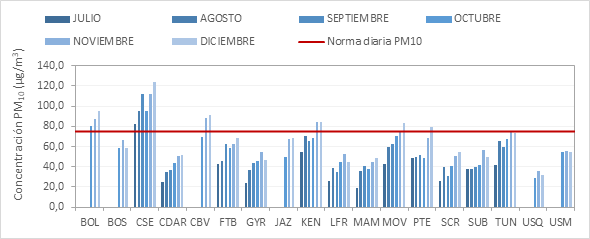 JULIO AGOSTO SEPTIEMBRE OCTUBRE
NOVIEMBRE DICIEMBRE Norma diaria PM10
Concentración PM₁₀ (µg/m³)
140,0
120,0
100,0
80,0
60,0
40,0
20,0
0,0
BOL BOS CSE CDAR CBV FTB GYR JAZ KEN LFR MAM MOV PTE SCR SUB TUN USQ USM